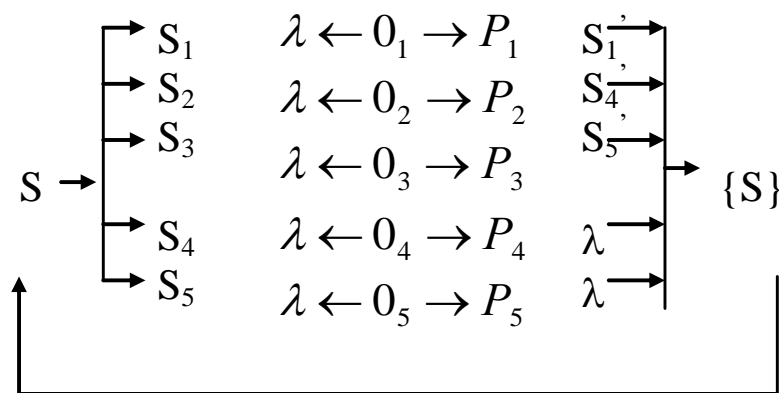 S₁ λ ← 0₁ → P₁ S₁’
S₂ λ ← 0₂ → P₂ S₄’
S₃ λ ← 0₃ → P₃ S₅’
S → {S}
S₄ λ ← 0₄ → P₄ λ
S₅ λ ← 0₅ → P₅ λ